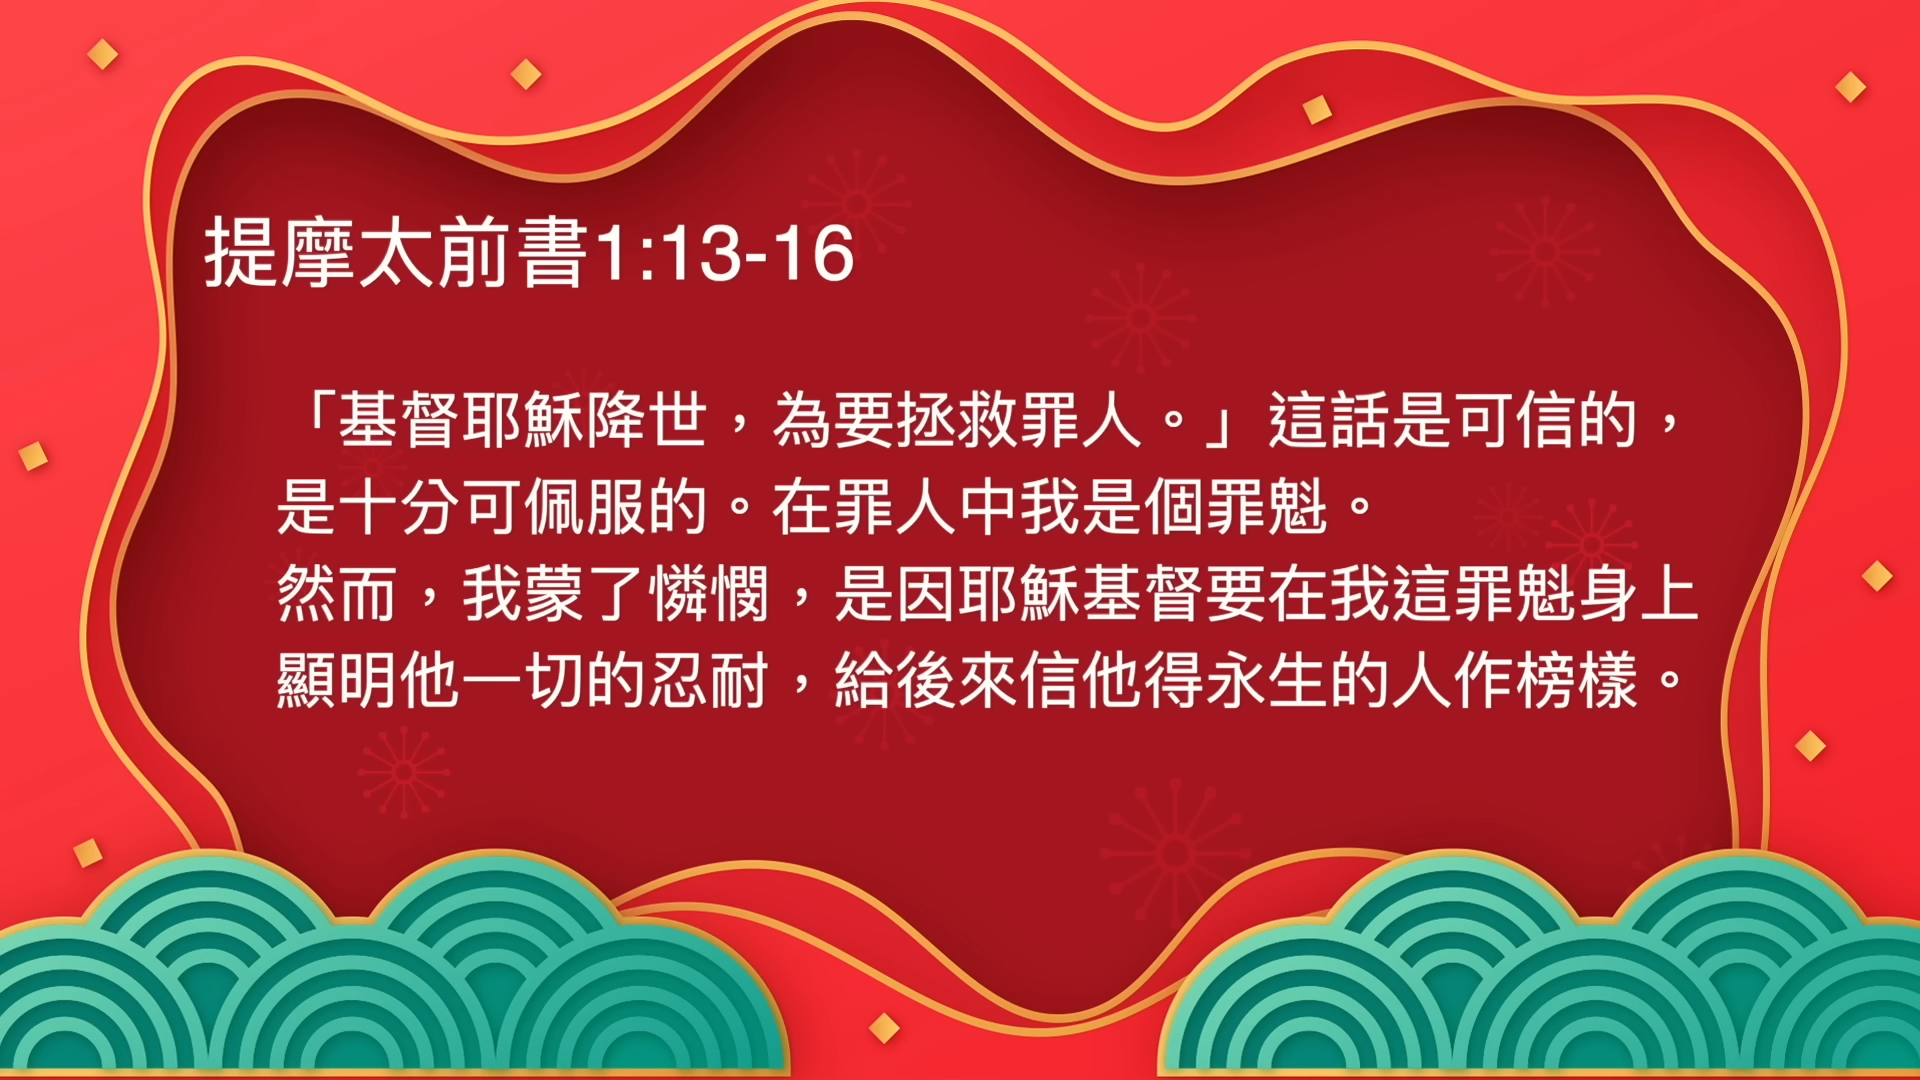 提摩太前書1:13-16
「基督耶穌降世，為要拯救罪人。」這話是可信的，
是十分可佩服的。在罪人中我是個罪魁。
然而，我蒙了憐憫，是因耶穌基督要在我這罪魁身上
顯明他一切的忍耐，給後來信他得永生的人作榜樣。